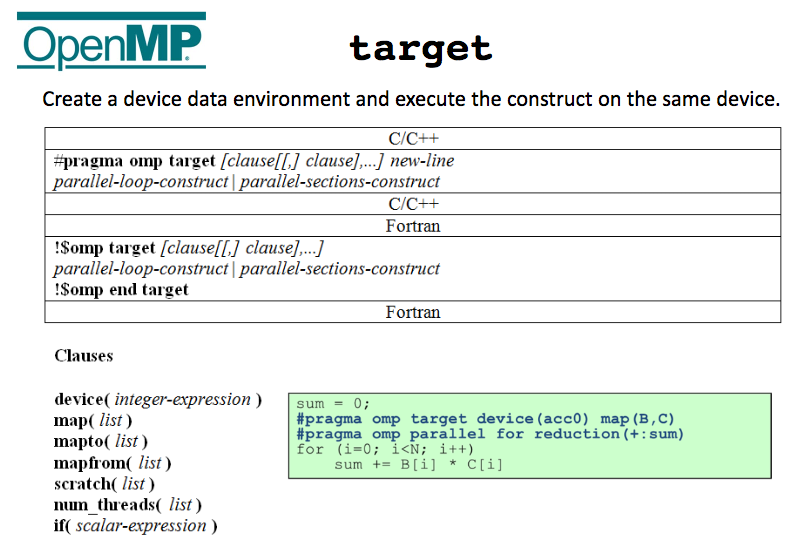 OpenMP
target
Create a device data environment and execute the construct on the same device.
C/C++
#pragma omp target [clause[[,] clause],...] new-line
parallel-loop-construct | parallel-sections-construct
C/C++
Fortran
!$omp target [clause[[,] clause],...]
parallel-loop-construct | parallel-sections-construct
!$omp end target
Fortran
Clauses
device( integer-expression )
map( list )
mapto( list )
mapfrom( list )
scratch( list )
num_threads( list )
if( scalar-expression )
sum = 0;
#pragma omp target device(acc0) map(B,C)
#pragma omp parallel for reduction(+:sum)
for (i=0; i<N; i++)
sum += B[i] * C[i]